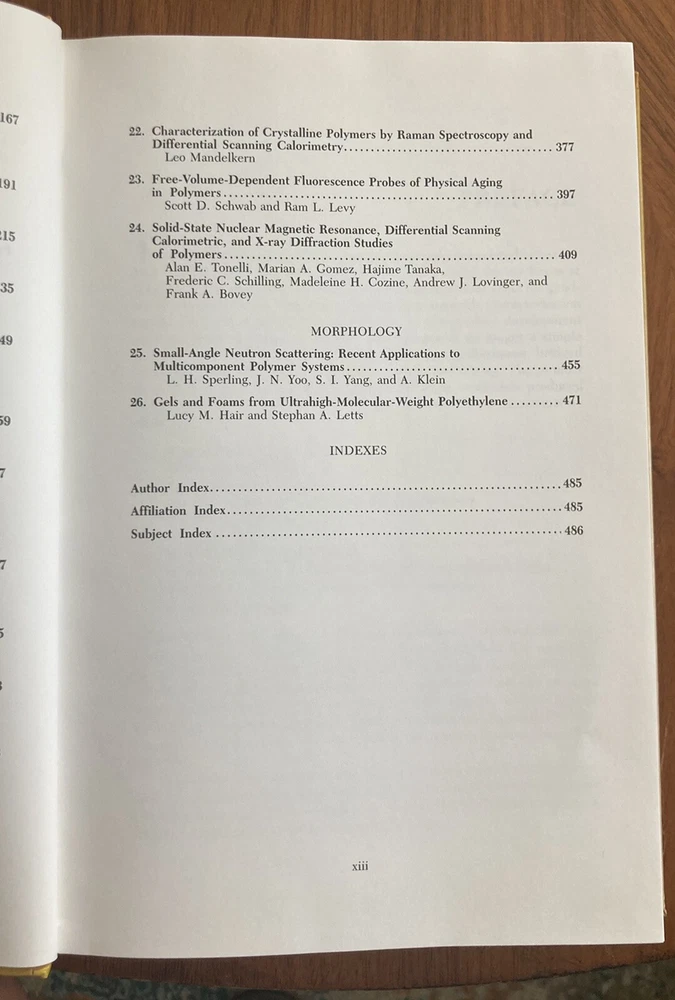 167
191
215
35
49
59
7
7
5
22. Characterization of Crystalline Polymers by Raman Spectroscopy and
Differential Scanning Calorimetry.................................... 377
Leo Mandelkern
23. Free-Volume-Dependent Fluorescence Probes of Physical Aging
in Polymers.......................................................... 397
Scott D. Schwab and Ram L. Levy
24. Solid-State Nuclear Magnetic Resonance, Differential Scanning
Calorimetric, and X-ray Diffraction Studies
of Polymers.......................................................... 409
Alan E. Tonelli, Marian A. Gomez, Hajime Tanaka,
Frederic C. Schilling, Madeleine H. Cozine, Andrew J. Lovinger, and
Frank A. Bovey
MORPHOLOGY
25. Small-Angle Neutron Scattering: Recent Applications to
Multicomponent Polymer Systems..................................... 455
L. H. Sperling, J. N. Yoo, S. I. Yang, and A. Klein
26. Gels and Foams from Ultrahigh-Molecular-Weight Polyethylene ......... 471
Lucy M. Hair and Stephan A. Letts
INDEXES
Author Index............................................................. 485
Affiliation Index.......................................................... 485
Subject Index ............................................................ 486
xiii